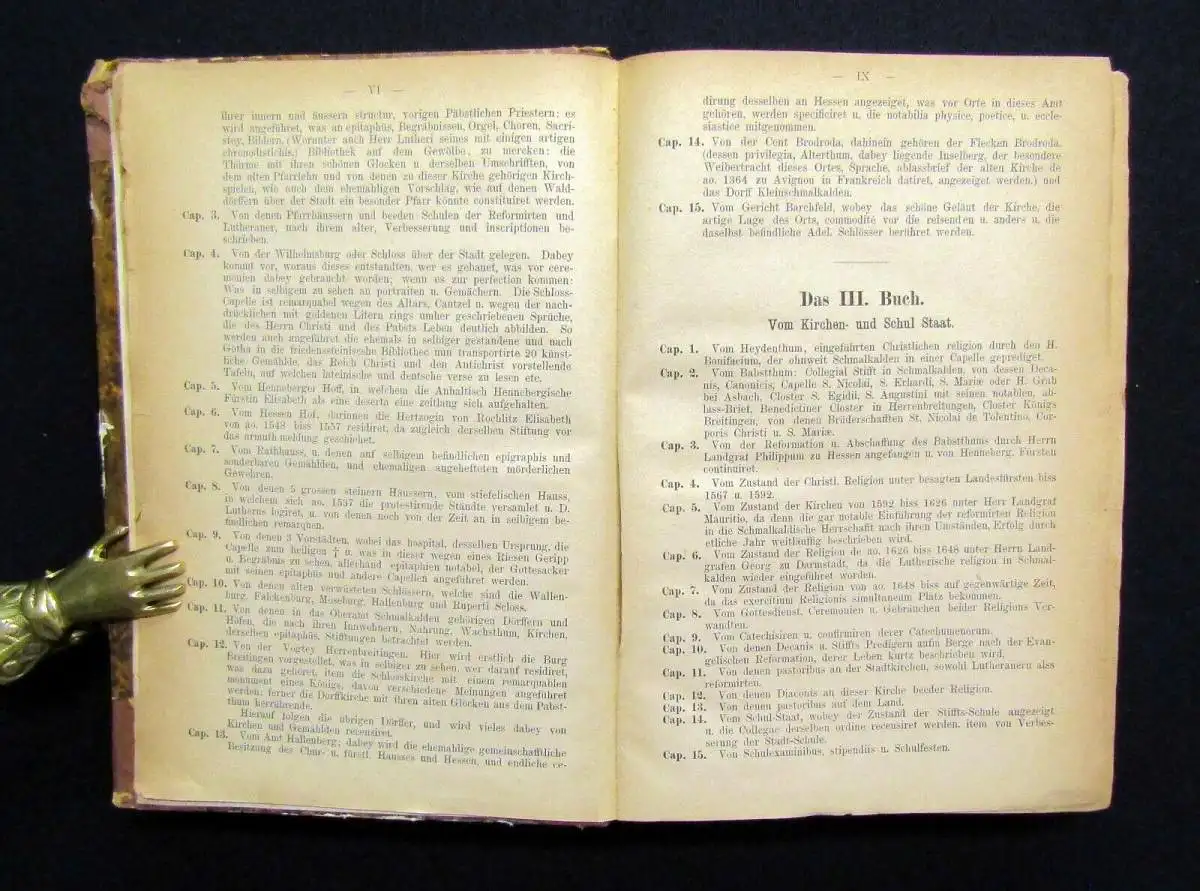 — VI —
ihrer innern und äussern structur, vorigen Päbstlichen Priestern; es
wird angeführet, was an epitaphiis, Begräbnissen, Orgel, Choren, Sacri-
stey, Bildern. (Worunter auch Herr Lutheri seines mit einigen artigen
chronodistichis.) Bibliothek auf dem Gewölbe, zu mercken: die
Thürme mit ihren schönen Glocken u. derselben Umschrifften, von
dem alten Pfarrlehn und von denen zu dieser Kirche gehörigen Kirch-
spielen, wie auch dem ehemahligen Vorschlag, wie auf denen Wald-
dörffern über der Stadt ein besonder Pfarr könnte constituiret werden.
Cap. 3. Von denen Pfarrhäussern und beeden Schulen der Reformirten und
Lutheraner, nach ihrem alter, Verbesserung und inscriptionen be-
schrieben.
Cap. 4. Von der Wilhelmsburg oder Schloss über der Stadt gelegen. Dabey
kommt vor, woraus dieses entstandten, wer es gebauet, was vor cere-
monien dabey gebraucht worden; wenn es zur perfection kommen:
Was in selbigem zu sehen an portraiten u. Gemächern. Die Schloss-
Capelle ist remarquabel wegen des Altars, Cantzel u. wegen der nach-
drücklichen mit goldenen Litern rings umher geschriebenen Sprüche,
die des Herrn Christi und des Pabsts Leben deutlich abbilden. So
werden auch angeführet die ehemals in selbiger gestandene und nach
Gotha in die friedensteinische Bibliothec nun transportirte 20 künst-
liche Gemählde, das Reich Christi und den Antichrist vorstellende
Tafeln, auf welchen lateinische und deutsche verse zu lesen etc.
Cap. 5. Vom Henneberger Hoff, in welchem die Anhaltisch Hennebergische
Fürstin Elisabeth als eine deserta eine zeitlang sich aufgehalten.
Cap. 6. Vom Hessen Hof, darinnen die Hertzogin von Rochlitz Elisabeth
von ao. 1548 biss 1557 residiret, da zugleich derselben Stiftung vor
das armuth meldung geschiehet.
Cap. 7. Vom Rathhauss, u. denen auf selbigem befindlichen epigraphis und
sonderbaren Gemählden, und ehemaligen angehefteten mörderlichen
Gewehren.
Cap. 8. Von denen 5 grossen steinern Häussern, vom stiefelischen Hauss,
in welchem sich ao. 1537 die protestirende Stände versamlet u. D.
Lutherus logiret, u. von denen noch von der Zeit an in selbigem be-
findlichen remarquen.
Cap. 9. Von denen 3 Vorstädten, wobei das hospital, desselben Ursprung, die
Capelle zum heiligen † u. was in dieser wegen eines Riesen Geripp
u. Begräbnis zu sehen, allerhand epitaphien notabel, der Gottesacker
mit seinen epitaphiis und andere Capellen angeführet werden.
Cap. 10. Von denen alten verwüsteten Schlössern, welche sind die Wallen-
burg, Falckenburg, Moseburg, Hallenburg und Ruperti Schloss.
Cap. 11. Von denen in das Oberamt Schmalkalden gehörigen Dörffern und
Höfen, die nach ihren Innwohnern, Nahrung, Wachsthum, Kirchen,
derselben epitaphiis, Stiftungen betrachtet werden.
Cap. 12. Von der Vogtey Herrenbreitingen. Hier wird erstlich die Burg
Breitingen vorgestellet, was in selbiger zu sehen, wer darauf residiret,
was dazu gehöret, item die Schlosskirche mit einem remarquablen
monument eines Königs, davon verschiedene Meinungen angeführet
werden; ferner die Dorffkirche mit ihren alten Glöcken aus dem Pabst-
thum herrührende.
Hierauf folgen die übrigen Dörffer, und wird vieles dabey von
Kirchen und Gemählden recensiret.
Cap. 13. Vom Amt Hallenberg; dabey wird die ehemahlige gemeinschaftliche
Besitzung des Chur- u. fürstl. Hauses und Hessen, und endliche ce-
— IX —
dirung desselben an Hessen angezeiget, was vor Orte in dieses Amt
gehören, werden specificiret u. die notabilia physice, poetice, u. eccle-
siastice mitgenommen.
Cap. 14. Von der Cent Brodroda, dahinein gehören der Flecken Brodroda.
(dessen privilegia, Alterthum, dabey liegende Inselberg, der besondere
Weibertracht dieses Ortes, Sprache, ablassbrief der alten Kirche de
ao. 1364 zu Avignon in Frankreich datiret, angezeiget werden.) und
das Dorff Kleinschmalkalden.
Cap. 15. Vom Gericht Barchfeld, wobey das schöne Geläut der Kirche, die
artige Lage des Orts, commodité vor die reisenden u. anders u. die
daselbst befindliche Adel. Schlösser berühret werden.
Das III. Buch.
Vom Kirchen- und Schul Staat.
Cap. 1. Vom Heydenthum, eingeführten Christlichen religion durch den H.
Bonifacium, der ohnweit Schmalkalden in einer Capelle geprediget.
Cap. 2. Vom Babstthum: Collegial Stift in Schmalkalden, von dessen Deca-
nis, Canonicis, Capelle S. Nicolai, S. Erhardi, S. Mariæ oder H. Grab
bei Asbach, Closter S. Egidii, S. Augustini mit seinen notablen, ab-
lass-Brief, Benedictiner Closter in Herrenbreitungen, Closter Königs
Breitingen, von denen Brüderschafften St. Nicolai de Tolentino, Cor-
poris Christi u. S. Mariæ.
Cap. 3. Von der Reformation u. Abschaffung des Babstthums durch Herrn
Landgraf Philippum zu Hessen angefangen u. von Henneberg. Fürsten
continuiret.
Cap. 4. Vom Zustand der Christl. Religion unter besagten Landesfürsten biss
1567 u. 1592.
Cap. 5. Vom Zustand der Kirchen von 1592 biss 1626 unter Herr Landgraf
Mauritio, da denn die gar notable Einführung der reformirten Religion
in die Schmalkaldische Herrschafft nach ihren Umständen, Erfolg durch
etliche Jahr weitläuftig beschrieben wird.
Cap. 6. Vom Zustand der Religion de ao. 1626 biss 1648 unter Herrn Land-
grafen Georg zu Darmstadt, da die Lutherische religion in Schmal-
kalden wieder eingeführet worden.
Cap. 7. Vom Zustand der Religion von ao. 1648 biss auf gegenwärtige Zeit,
da das exercitium Religionis simultaneum Platz bekommen.
Cap. 8. Vom Gottesdienst, Ceremonien u. Gebräuchen beider Religions Ver-
wandten.
Cap. 9. Vom Catechisiren u. confirmiren derer Catechumenorum.
Cap. 10. Von denen Decanis u. Stiffts Predigern aufm Berge nach der Evan-
gelischen Reformation, derer Leben kurtz beschrieben wird.
Cap. 11. Von denen pastoribus an der Stadtkirchen, sowohl Lutheranern alss
reformirten.
Cap. 12. Von denen Diaconis an dieser Kirche beeder Religion.
Cap. 13. Von denen pastoribus auf dem Land.
Cap. 14. Vom Schul-Staat, wobey der Zustand der Stiffts-Schule angezeigt
u. die Collegae derselben ordine recensiret werden, item von Verbes-
serung der Stadt-Schule.
Cap. 15. Von Schulexaminibus, stipendiis u. Schulfesten.